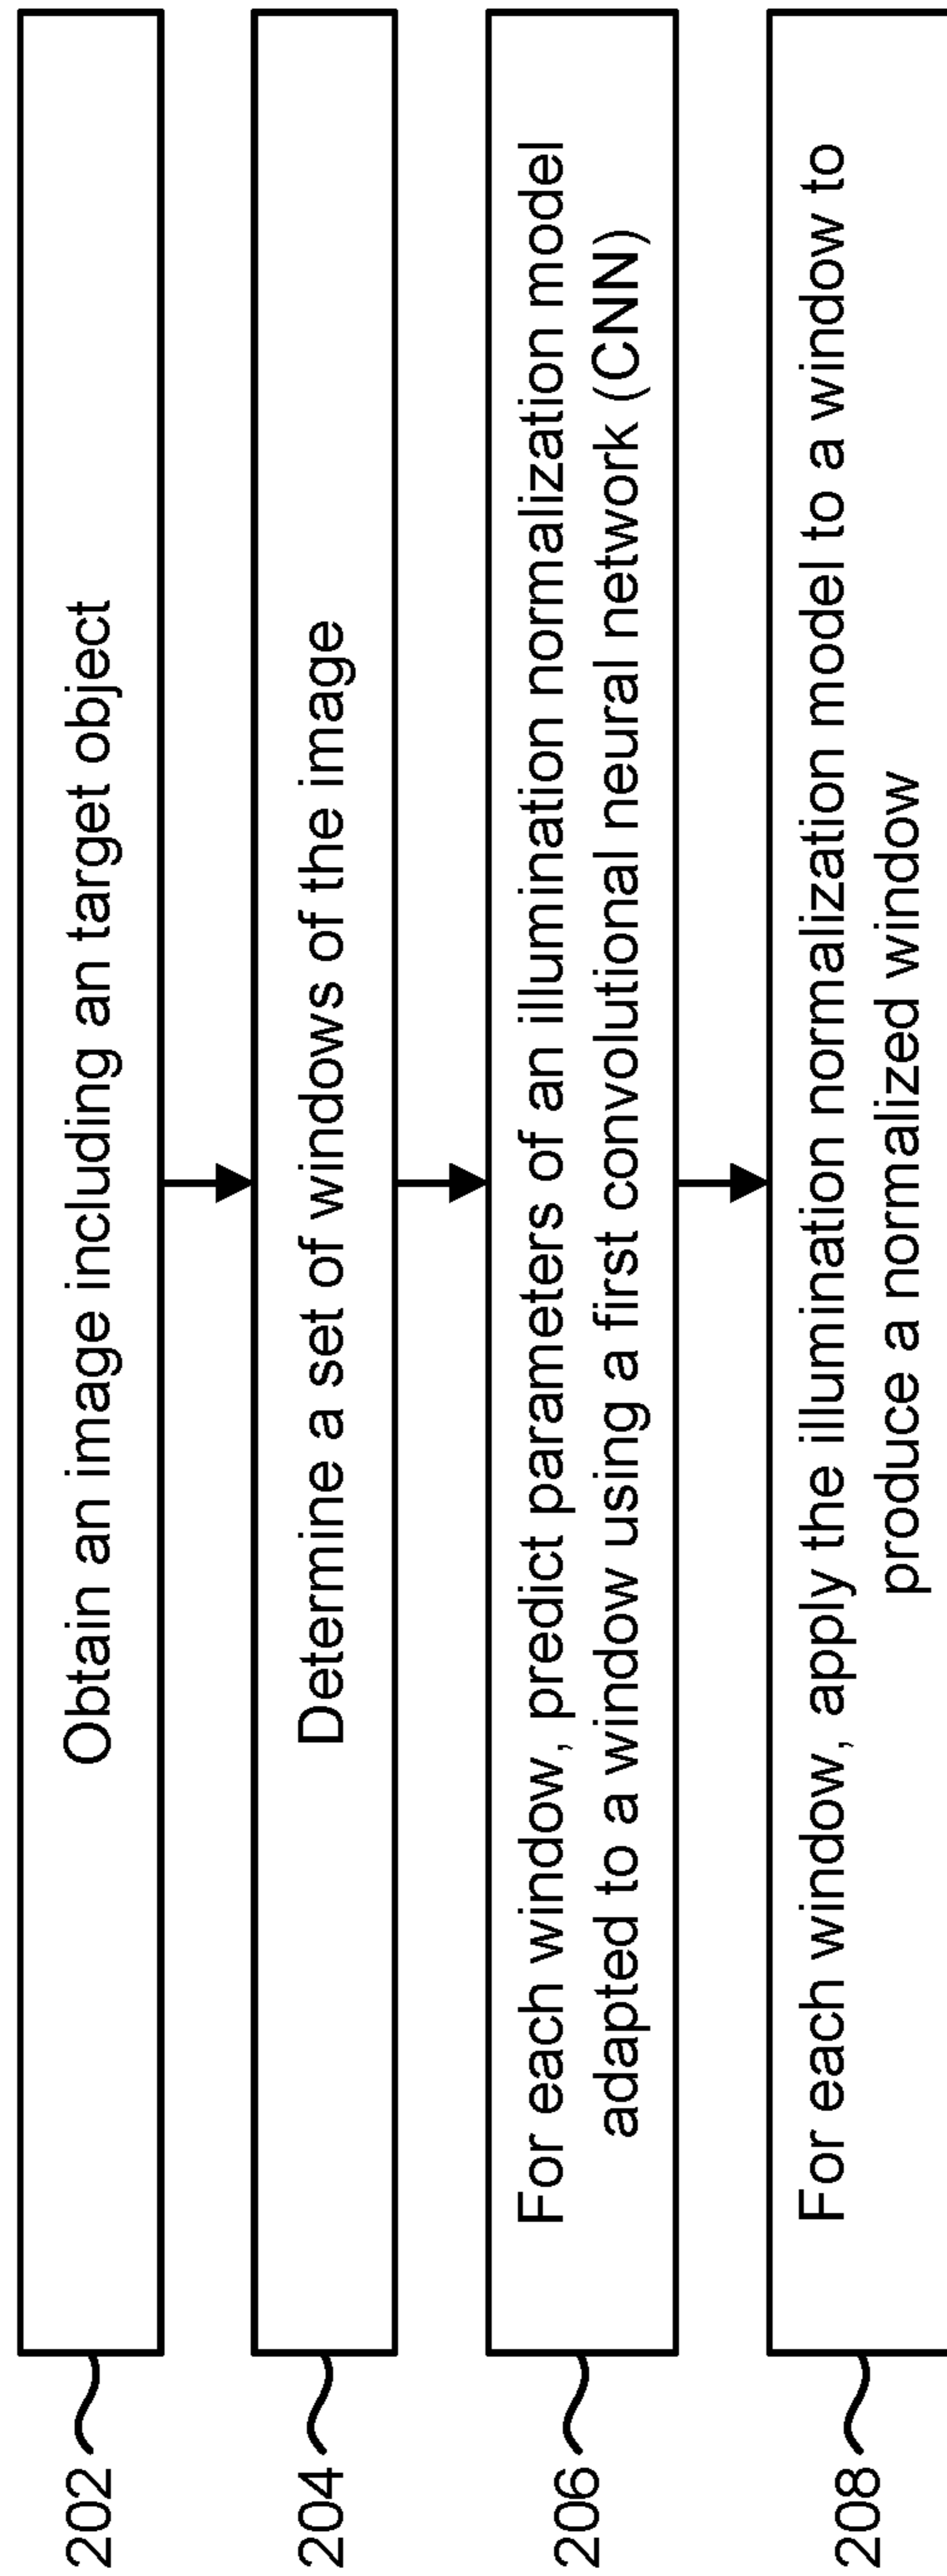 202
Obtain an image including an target object
204
Determine a set of windows of the image
206
For each window, predict parameters of an illumination normalization model
adapted to a window using a first convolutional neural network (CNN)
208
For each window, apply the illumination normalization model to a window to
produce a normalized window